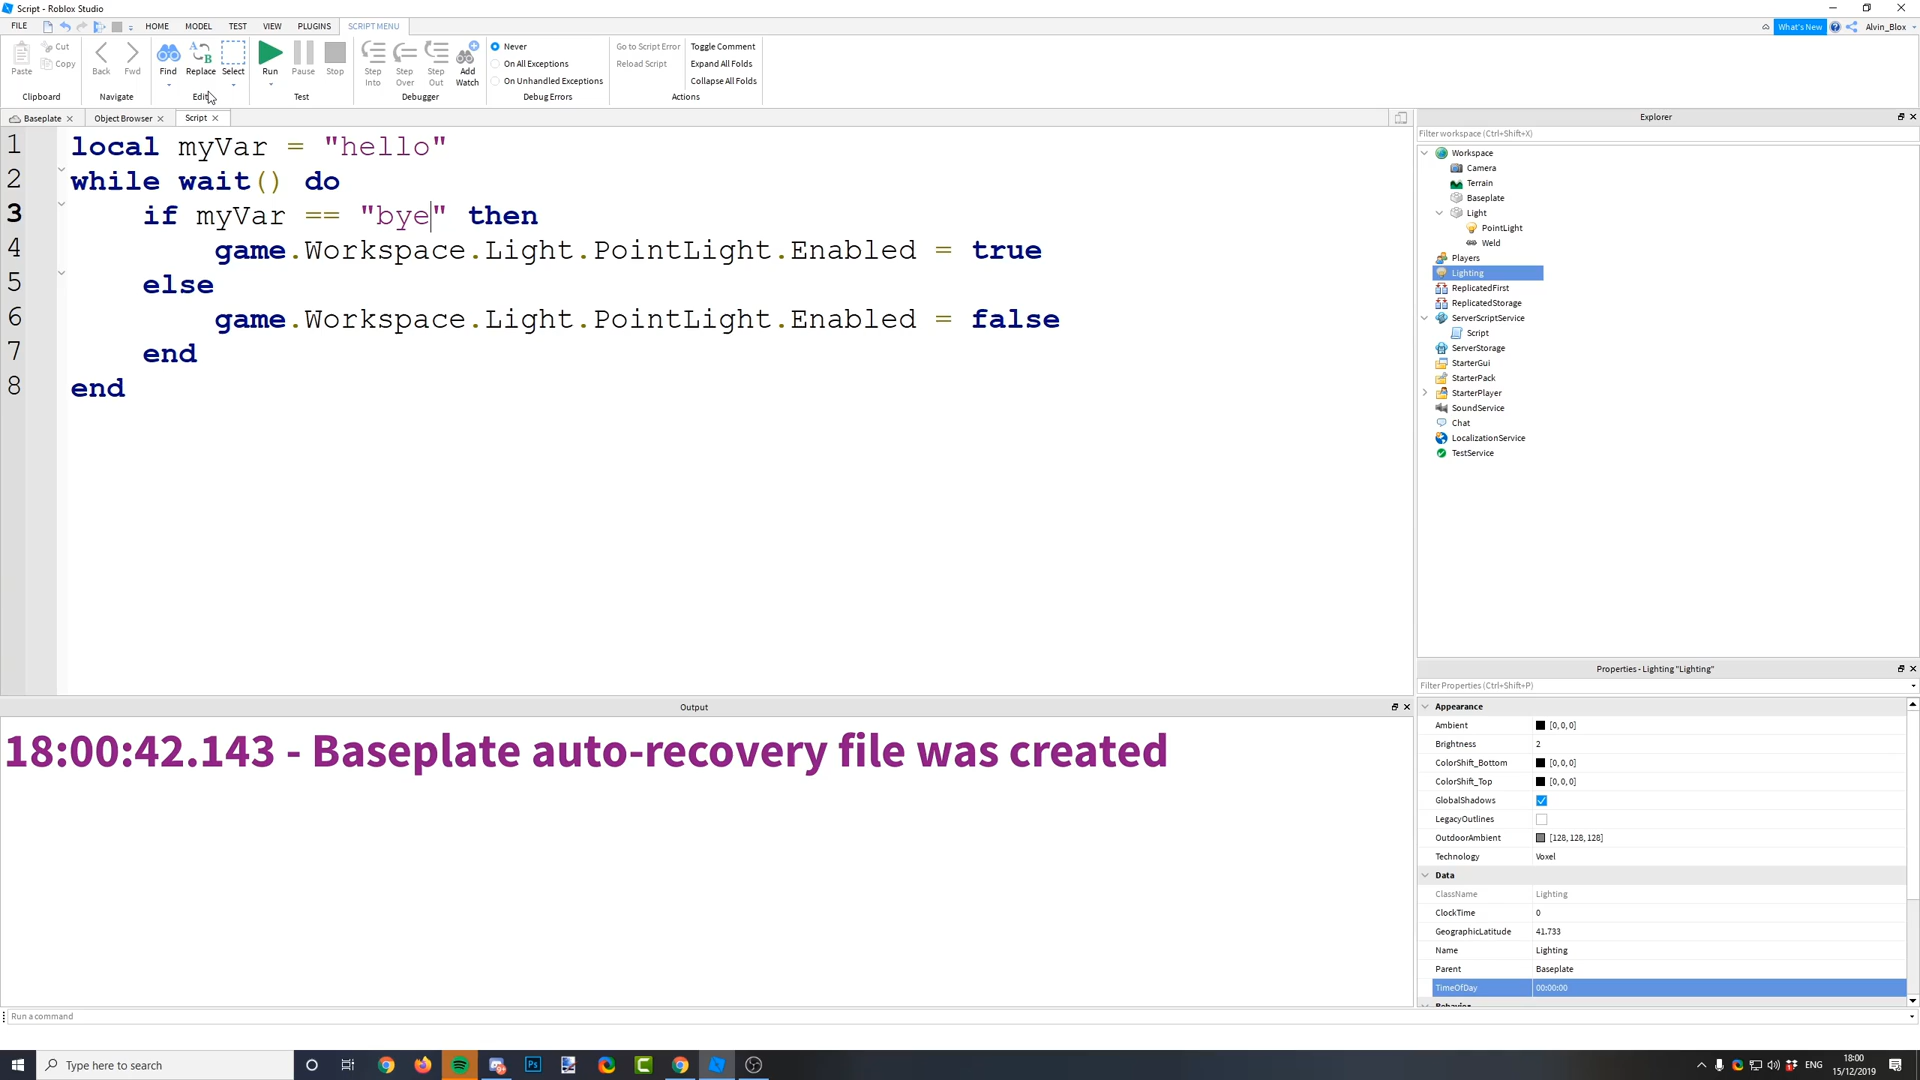 Script - Roblox Studio
FILE HOME MODEL TEST VIEW PLUGINS SCRIPT MENU What's New Alvin_Blox
Paste Cut Copy Back Fwd Find Replace Select Run Pause Stop Step Into Step Over Step Out Add Watch
Never
On All Exceptions
On Unhandled Exceptions
Go to Script Error
Reload Script
Toggle Comment
Expand All Folds
Collapse All Folds
Clipboard Navigate Edit Test Debugger Debug Errors Actions
Baseplate Object Browser Script
1 local myVar = "hello"
2 while wait() do
3 if myVar == "bye" then
4 game.Workspace.Light.PointLight.Enabled = true
5 else
6 game.Workspace.Light.PointLight.Enabled = false
7 end
8 end
Output
18:00:42.143 - Baseplate auto-recovery file was created
Run a command
Explorer
Filter workspace (Ctrl+Shift+X)
Workspace
Camera
Terrain
Baseplate
Light
PointLight
Weld
Players
Lighting
ReplicatedFirst
ReplicatedStorage
ServerScriptService
Script
ServerStorage
StarterGui
StarterPack
StarterPlayer
SoundService
Chat
LocalizationService
TestService
Properties - Lighting "Lighting"
Filter Properties (Ctrl+Shift+P)
Appearance
Ambient [0, 0, 0]
Brightness 2
ColorShift_Bottom [0, 0, 0]
ColorShift_Top [0, 0, 0]
GlobalShadows
LegacyOutlines
OutdoorAmbient [128, 128, 128]
Technology Voxel
Data
ClassName Lighting
ClockTime 0
GeographicLatitude 41.733
Name Lighting
Parent Baseplate
TimeOfDay 00:00:00
Behavior
Type here to search
ENG
18:00
15/12/2019